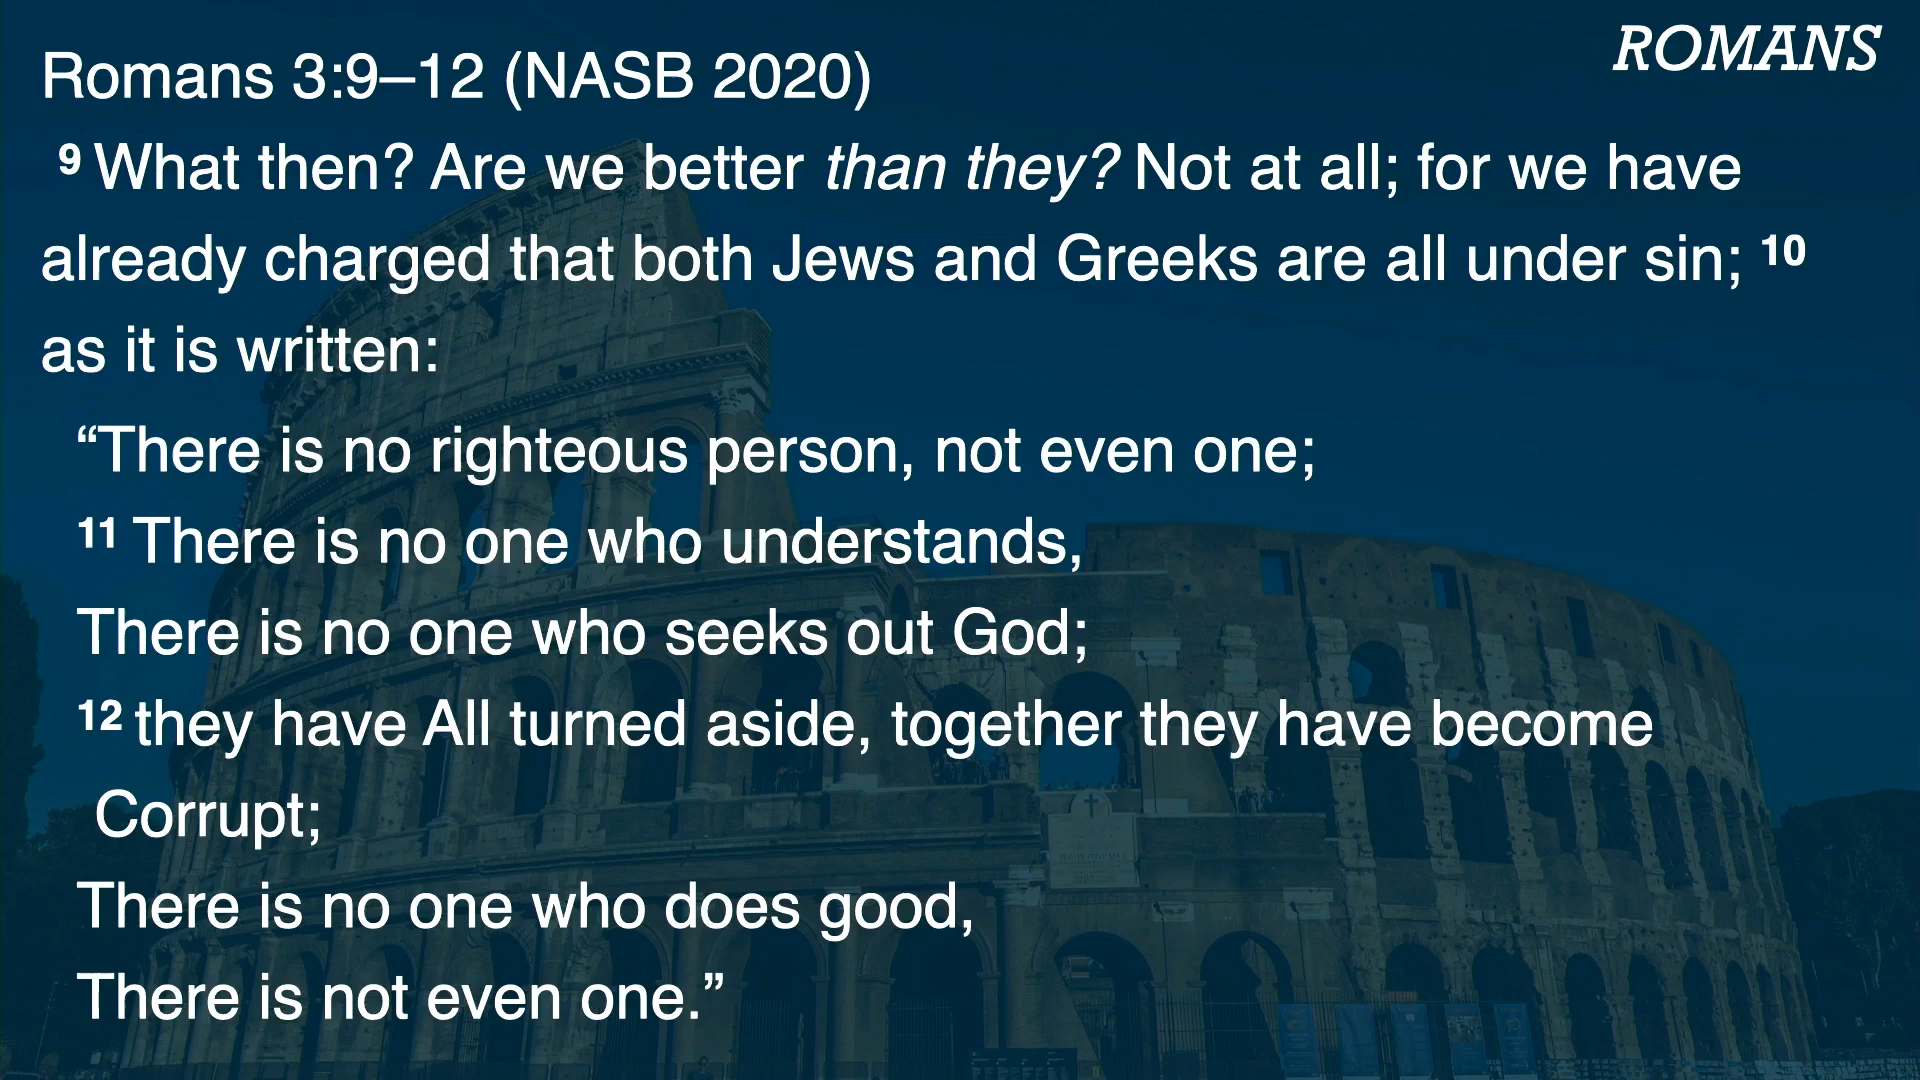 ROMANS
Romans 3:9–12 (NASB 2020)
9 What then? Are we better than they? Not at all; for we have
already charged that both Jews and Greeks are all under sin; 10
as it is written:
“There is no righteous person, not even one;
11 There is no one who understands,
There is no one who seeks out God;
12 they have All turned aside, together they have become
Corrupt;
There is no one who does good,
There is not even one.”